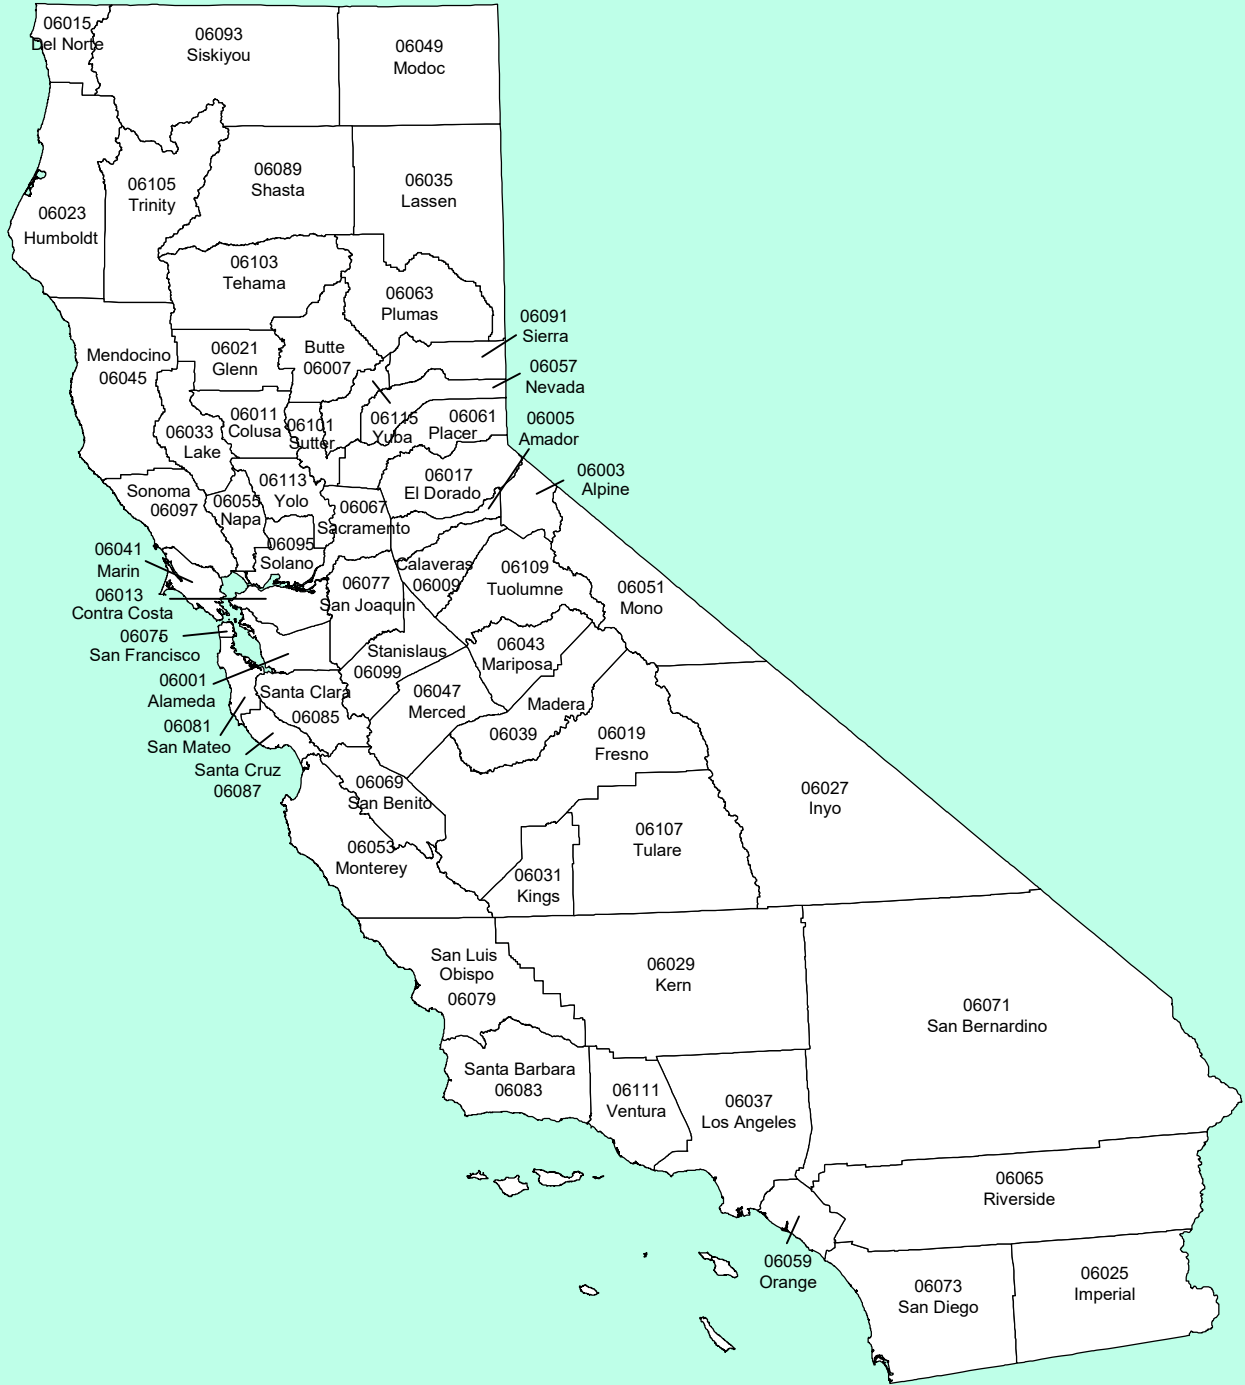 06015
Del Norte
06093
Siskiyou
06049
Modoc
06023
Humboldt
06105
Trinity
06089
Shasta
06035
Lassen
06103
Tehama
06063
Plumas
06091
Sierra
Mendocino
06045
06021
Glenn
Butte
06007
06057
Nevada
06033
Lake
06011
Colusa
06101
Sutter
06115
Yuba
06061
Placer
06005
Amador
06003
Alpine
Sonoma
06097
06055
Napa
06113
Yolo
06067
Sacramento
06017
El Dorado
06041
Marin
06095
Solano
Calaveras
06009
06109
Tuolumne
06051
Mono
06013
Contra Costa
06077
San Joaquin
06075
San Francisco
Stanislaus
06099
06043
Mariposa
06001
Alameda
Santa Clara
06085
06047
Merced
Madera
06039
06019
Fresno
06081
San Mateo
Santa Cruz
06087
06069
San Benito
06027
Inyo
06053
Monterey
06107
Tulare
06031
Kings
San Luis
Obispo
06079
06029
Kern
06071
San Bernardino
Santa Barbara
06083
06111
Ventura
06037
Los Angeles
06065
Riverside
06059
Orange
06073
San Diego
06025
Imperial